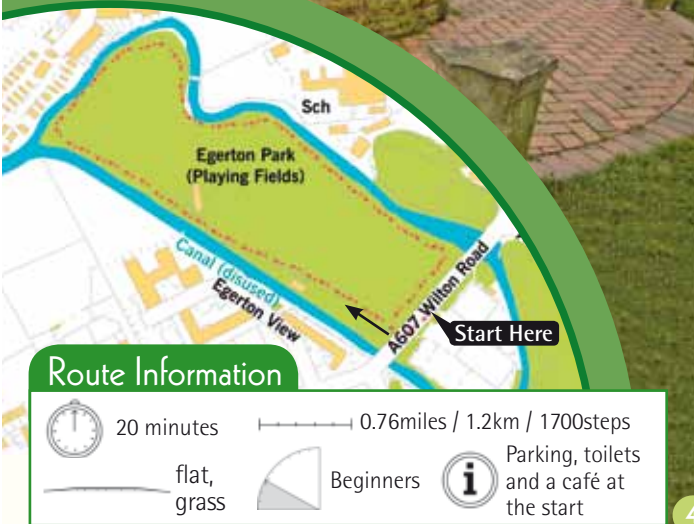 Sch
Egerton Park
(Playing Fields)
Canal (disused)
Egerton View
A607 Wilton Road
Start Here
Route Information
20 minutes
0.76miles / 1.2km / 1700steps
flat,
grass
Beginners
i
Parking, toilets
and a café at
the start